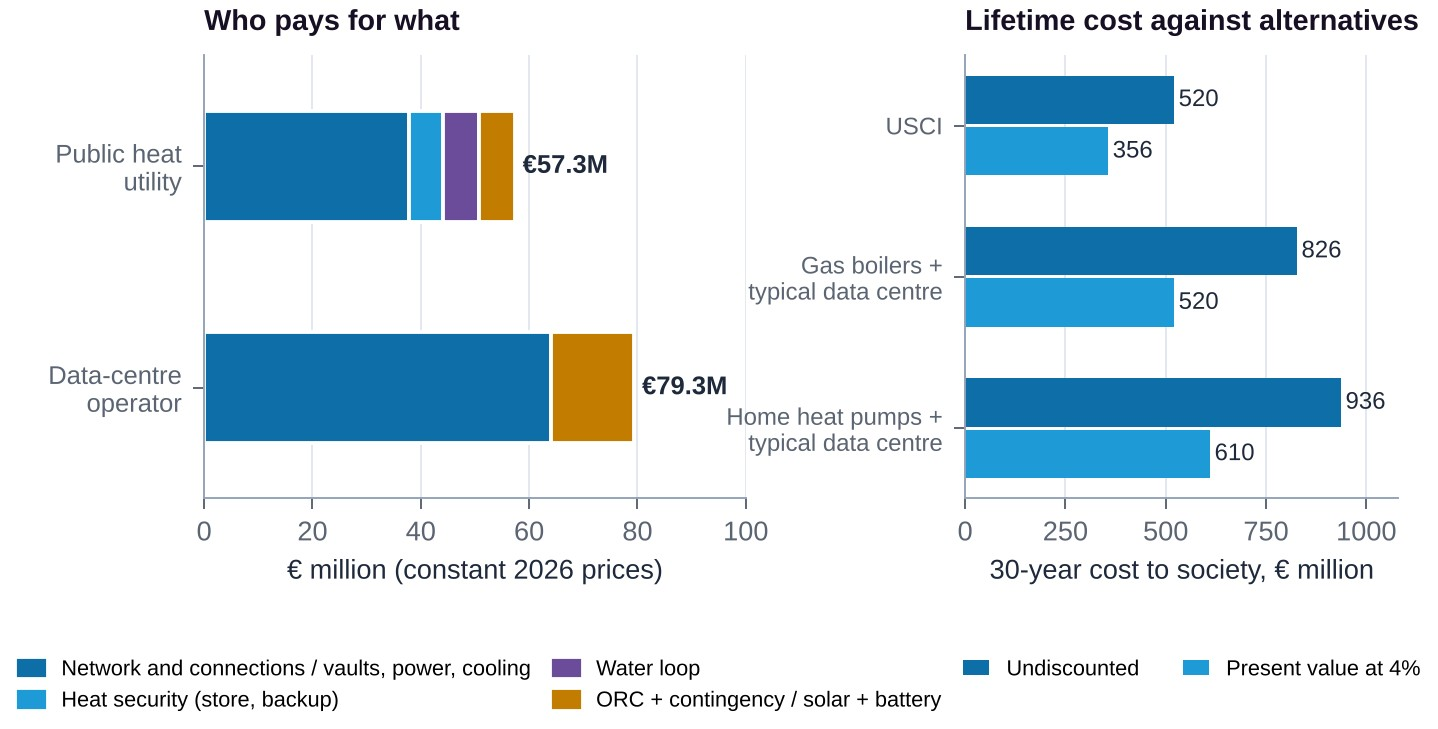 Who pays for what
Public heat
utility
€57.3M
Data-centre
operator
€79.3M
0 20 40 60 80 100
€ million (constant 2026 prices)
Network and connections / vaults, power, cooling
Heat security (store, backup)
Water loop
ORC + contingency / solar + battery
Lifetime cost against alternatives
USCI
520
356
Gas boilers +
typical data centre
826
520
Home heat pumps +
typical data centre
936
610
0 250 500 750 1000
30-year cost to society, € million
Undiscounted
Present value at 4%